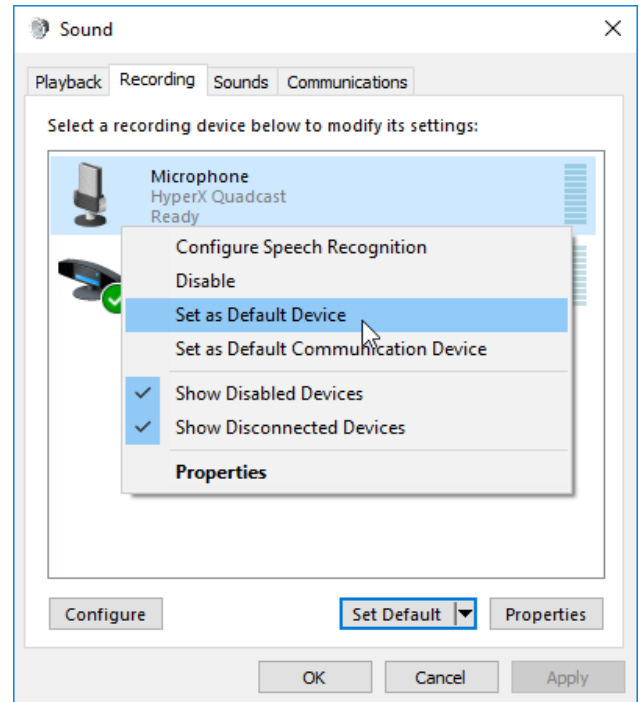 Sound
Playback Recording Sounds Communications
Select a recording device below to modify its settings:
Microphone
HyperX Quadcast
Ready
Configure Speech Recognition
Disable
Set as Default Device
Set as Default Communication Device
Show Disabled Devices
Show Disconnected Devices
Properties
Configure Set Default Properties
OK Cancel Apply